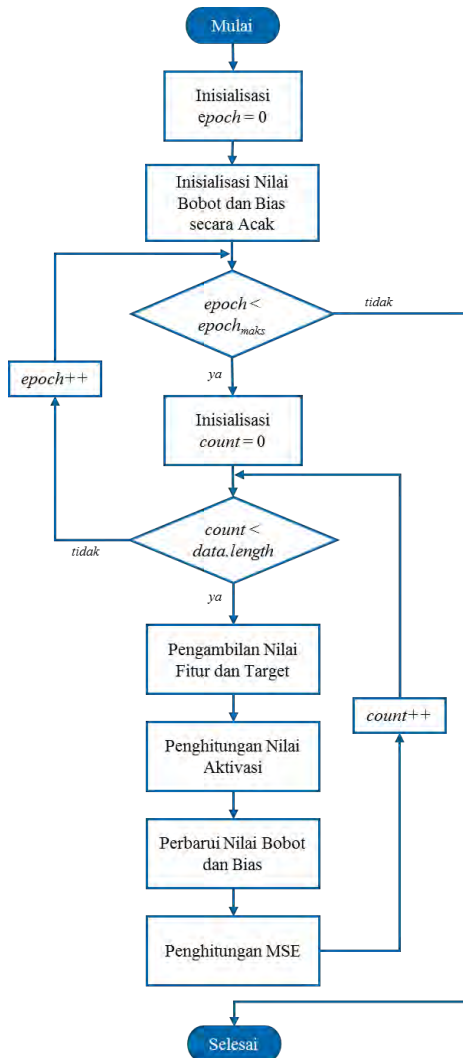 Mulai
Inisialisasi
epoch = 0
Inisialisasi Nilai
Bobot dan Bias
secara Acak
epoch <
epochmaks
tidak
ya
epoch++
Inisialisasi
count = 0
count <
data.length
tidak
ya
Pengambilan Nilai
Fitur dan Target
count++
Penghitungan Nilai
Aktivasi
Perbarui Nilai Bobot
dan Bias
Penghitungan MSE
Selesai